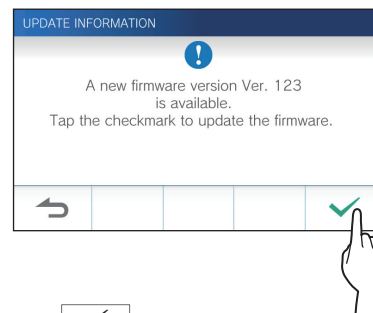 UPDATE INFORMATION
A new firmware version Ver. 123
is available.
Tap the checkmark to update the firmware.